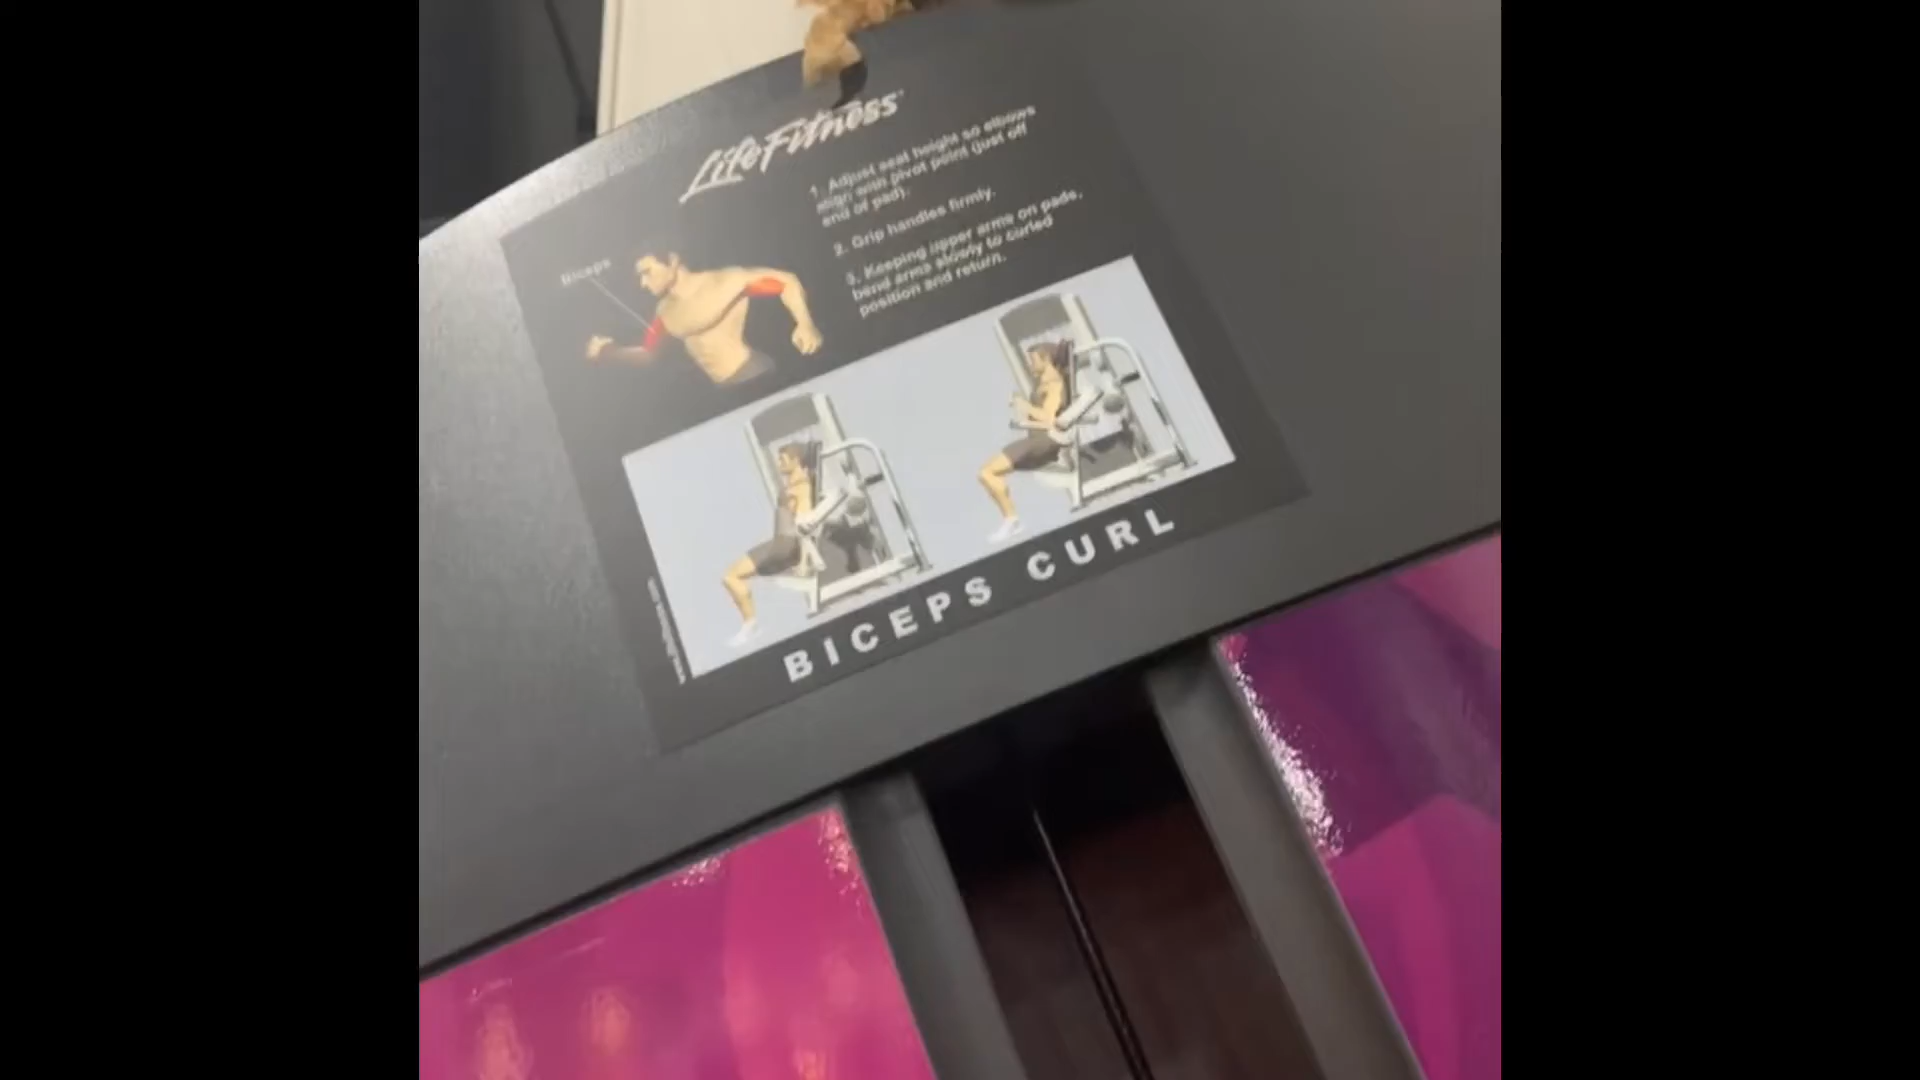 LifeFitness
1. Adjust seat height so elbows
align with pivot point (just off
end of pad).
2. Grip handles firmly.
3. Keeping upper arms on pads,
bend arms slowly to curled
position and return.
Biceps
BICEPS CURL